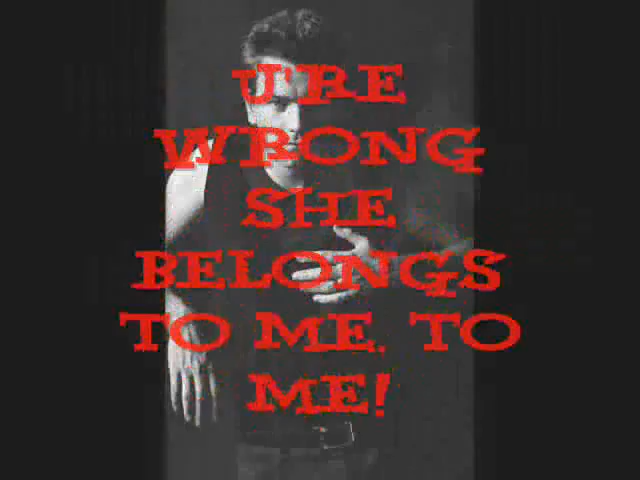 U'RE
WRONG
SHE
BELONGS
TO ME, TO
ME!